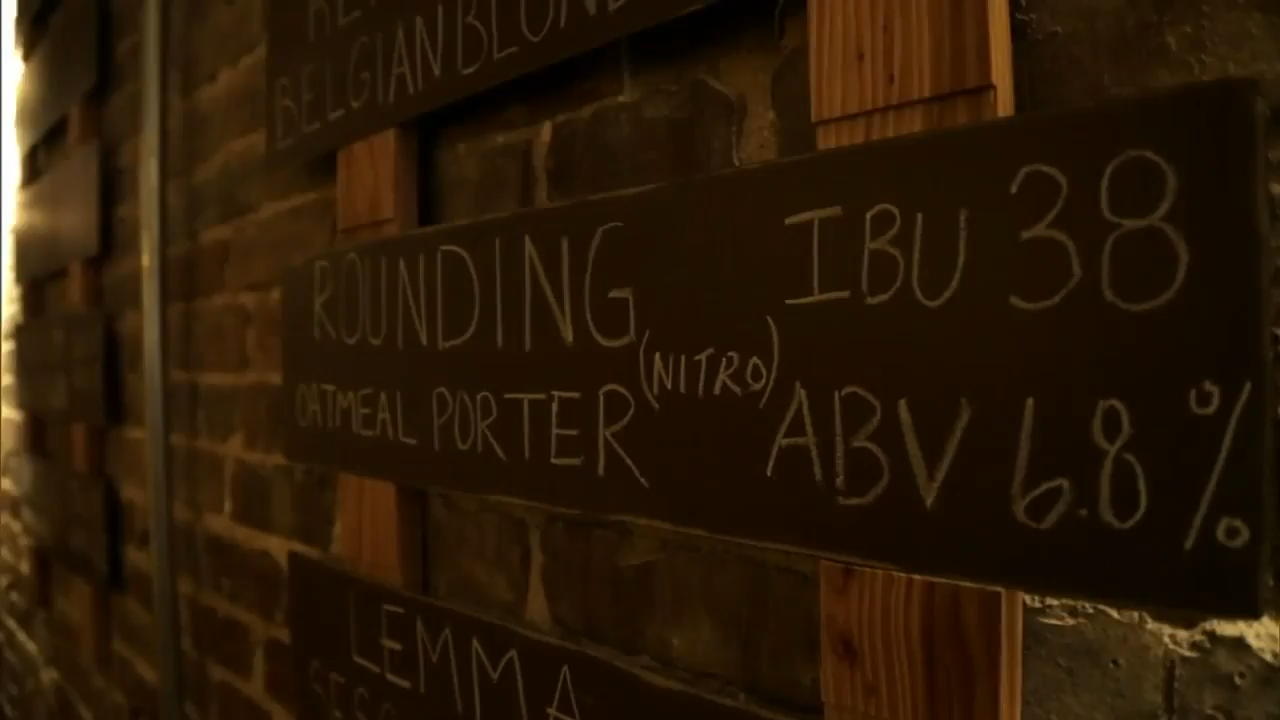 BELGIAN BLOND
ROUNDING IBU 38
(NITRO)
OATMEAL PORTER ABV 6.8%
LEMMA